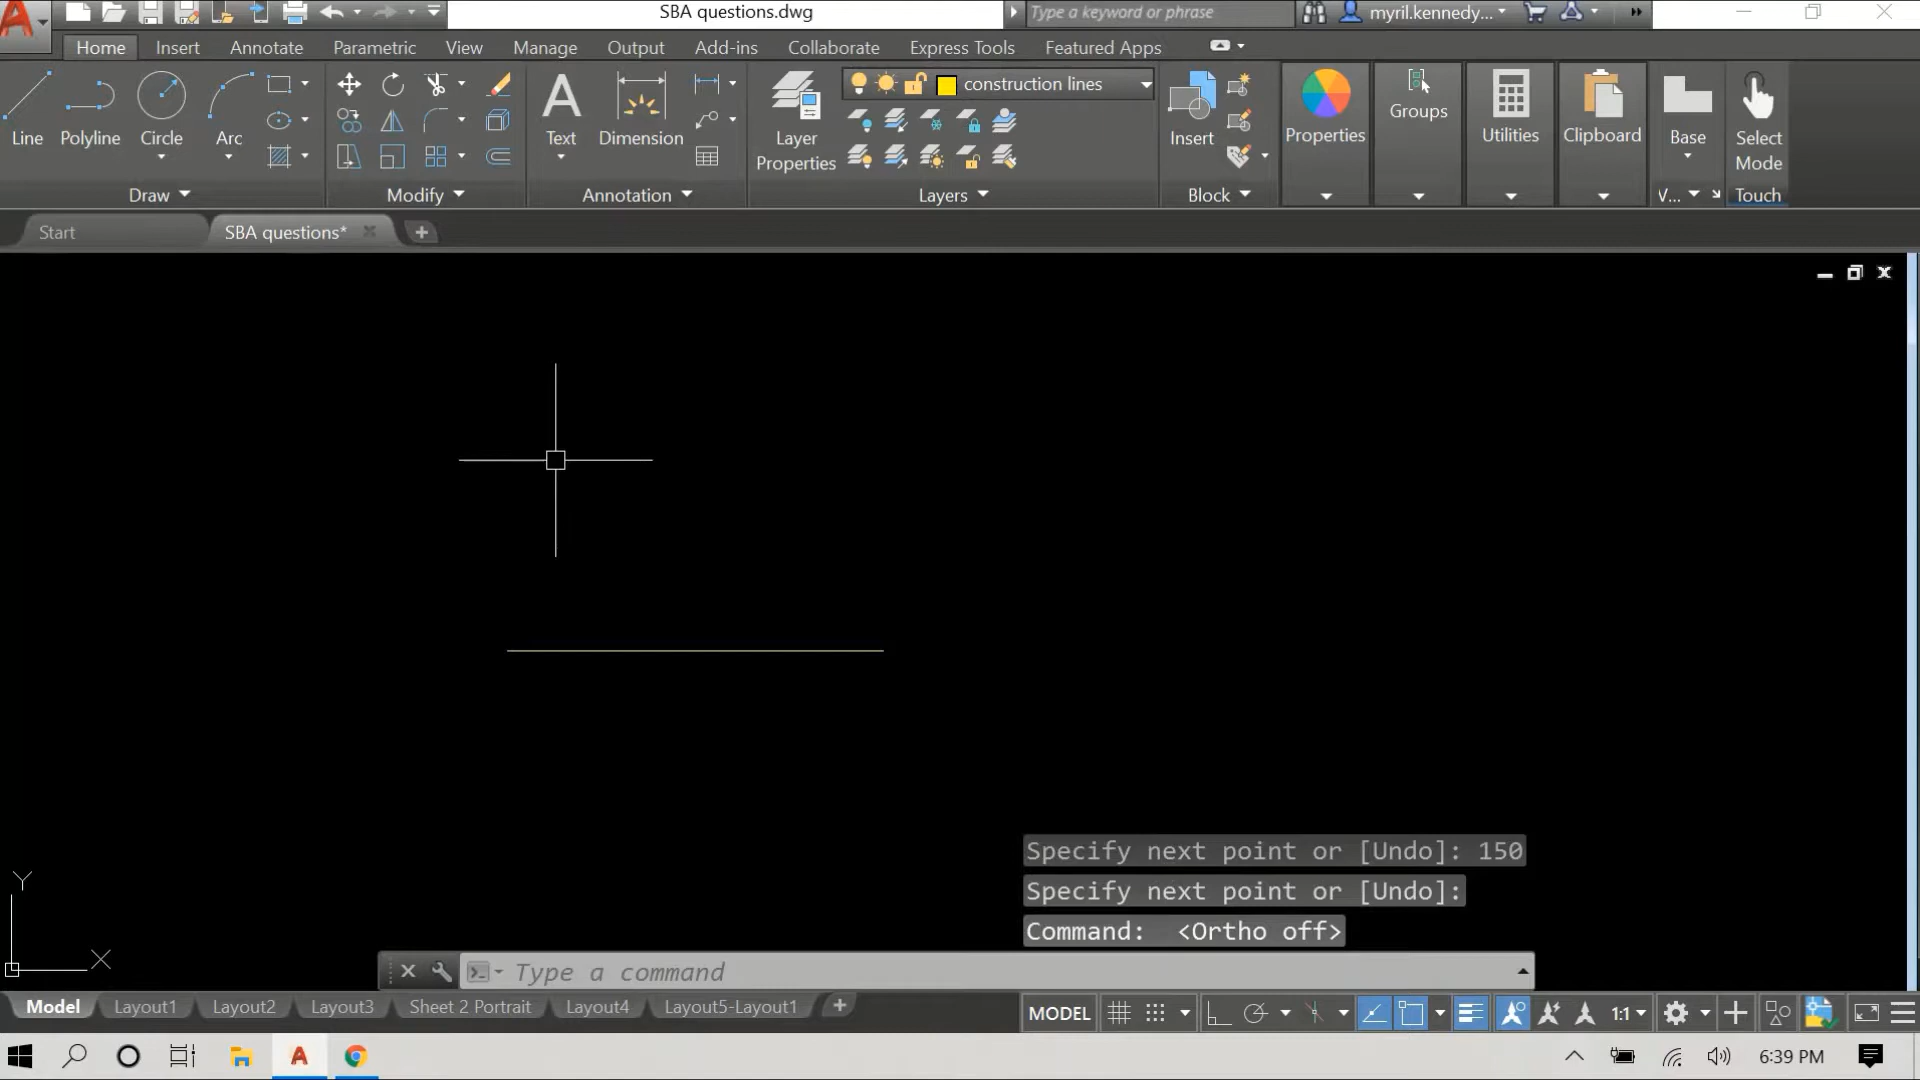 SBA questions.dwg
Type a keyword or phrase
myril.kennedy...
Home Insert Annotate Parametric View Manage Output Add-ins Collaborate Express Tools Featured Apps
construction lines
Line Polyline Circle Arc
Text Dimension
Layer Properties
Insert
Properties
Groups
Utilities
Clipboard
Base
Select Mode
Draw Modify Annotation Layers Block V... Touch
Start SBA questions*
Specify next point or [Undo]: 150
Specify next point or [Undo]:
Command: <Ortho off>
Y
X
Type a command
Model Layout1 Layout2 Layout3 Sheet 2 Portrait Layout4 Layout5-Layout1
MODEL 1:1
6:39 PM